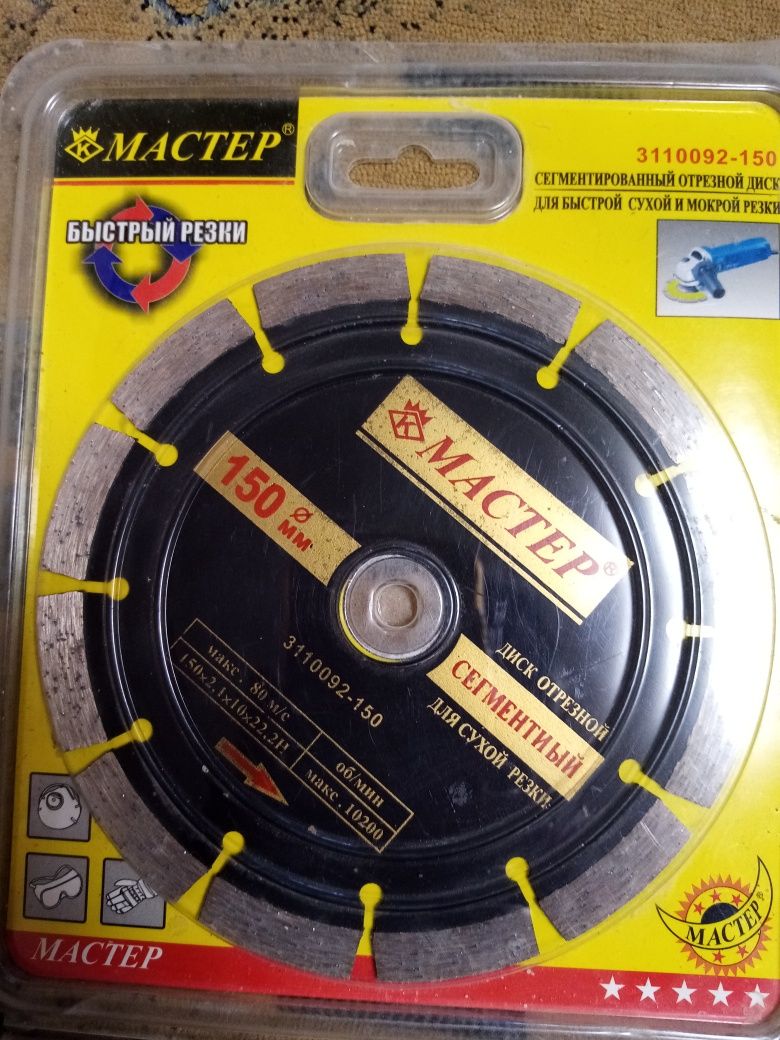 МАСТЕР®
3110092-150
СЕГМЕНТИРОВАННЫЙ ОТРЕЗНОЙ ДИСК
ДЛЯ БЫСТРОЙ СУХОЙ И МОКРОЙ РЕЗКИ
БЫСТРЫЙ РЕЗКИ
МАСТЕР®
150 ⌀
мм
3110092-150
макс. 80 м/с
об/мин
150x2,1x10x22,2H
макс.10200
ДИСК ОТРЕЗНОЙ
СЕГМЕНТИЫЙ
ДЛЯ СУХОЙ РЕЗКИ
МАСТЕР®
МАСТЕР